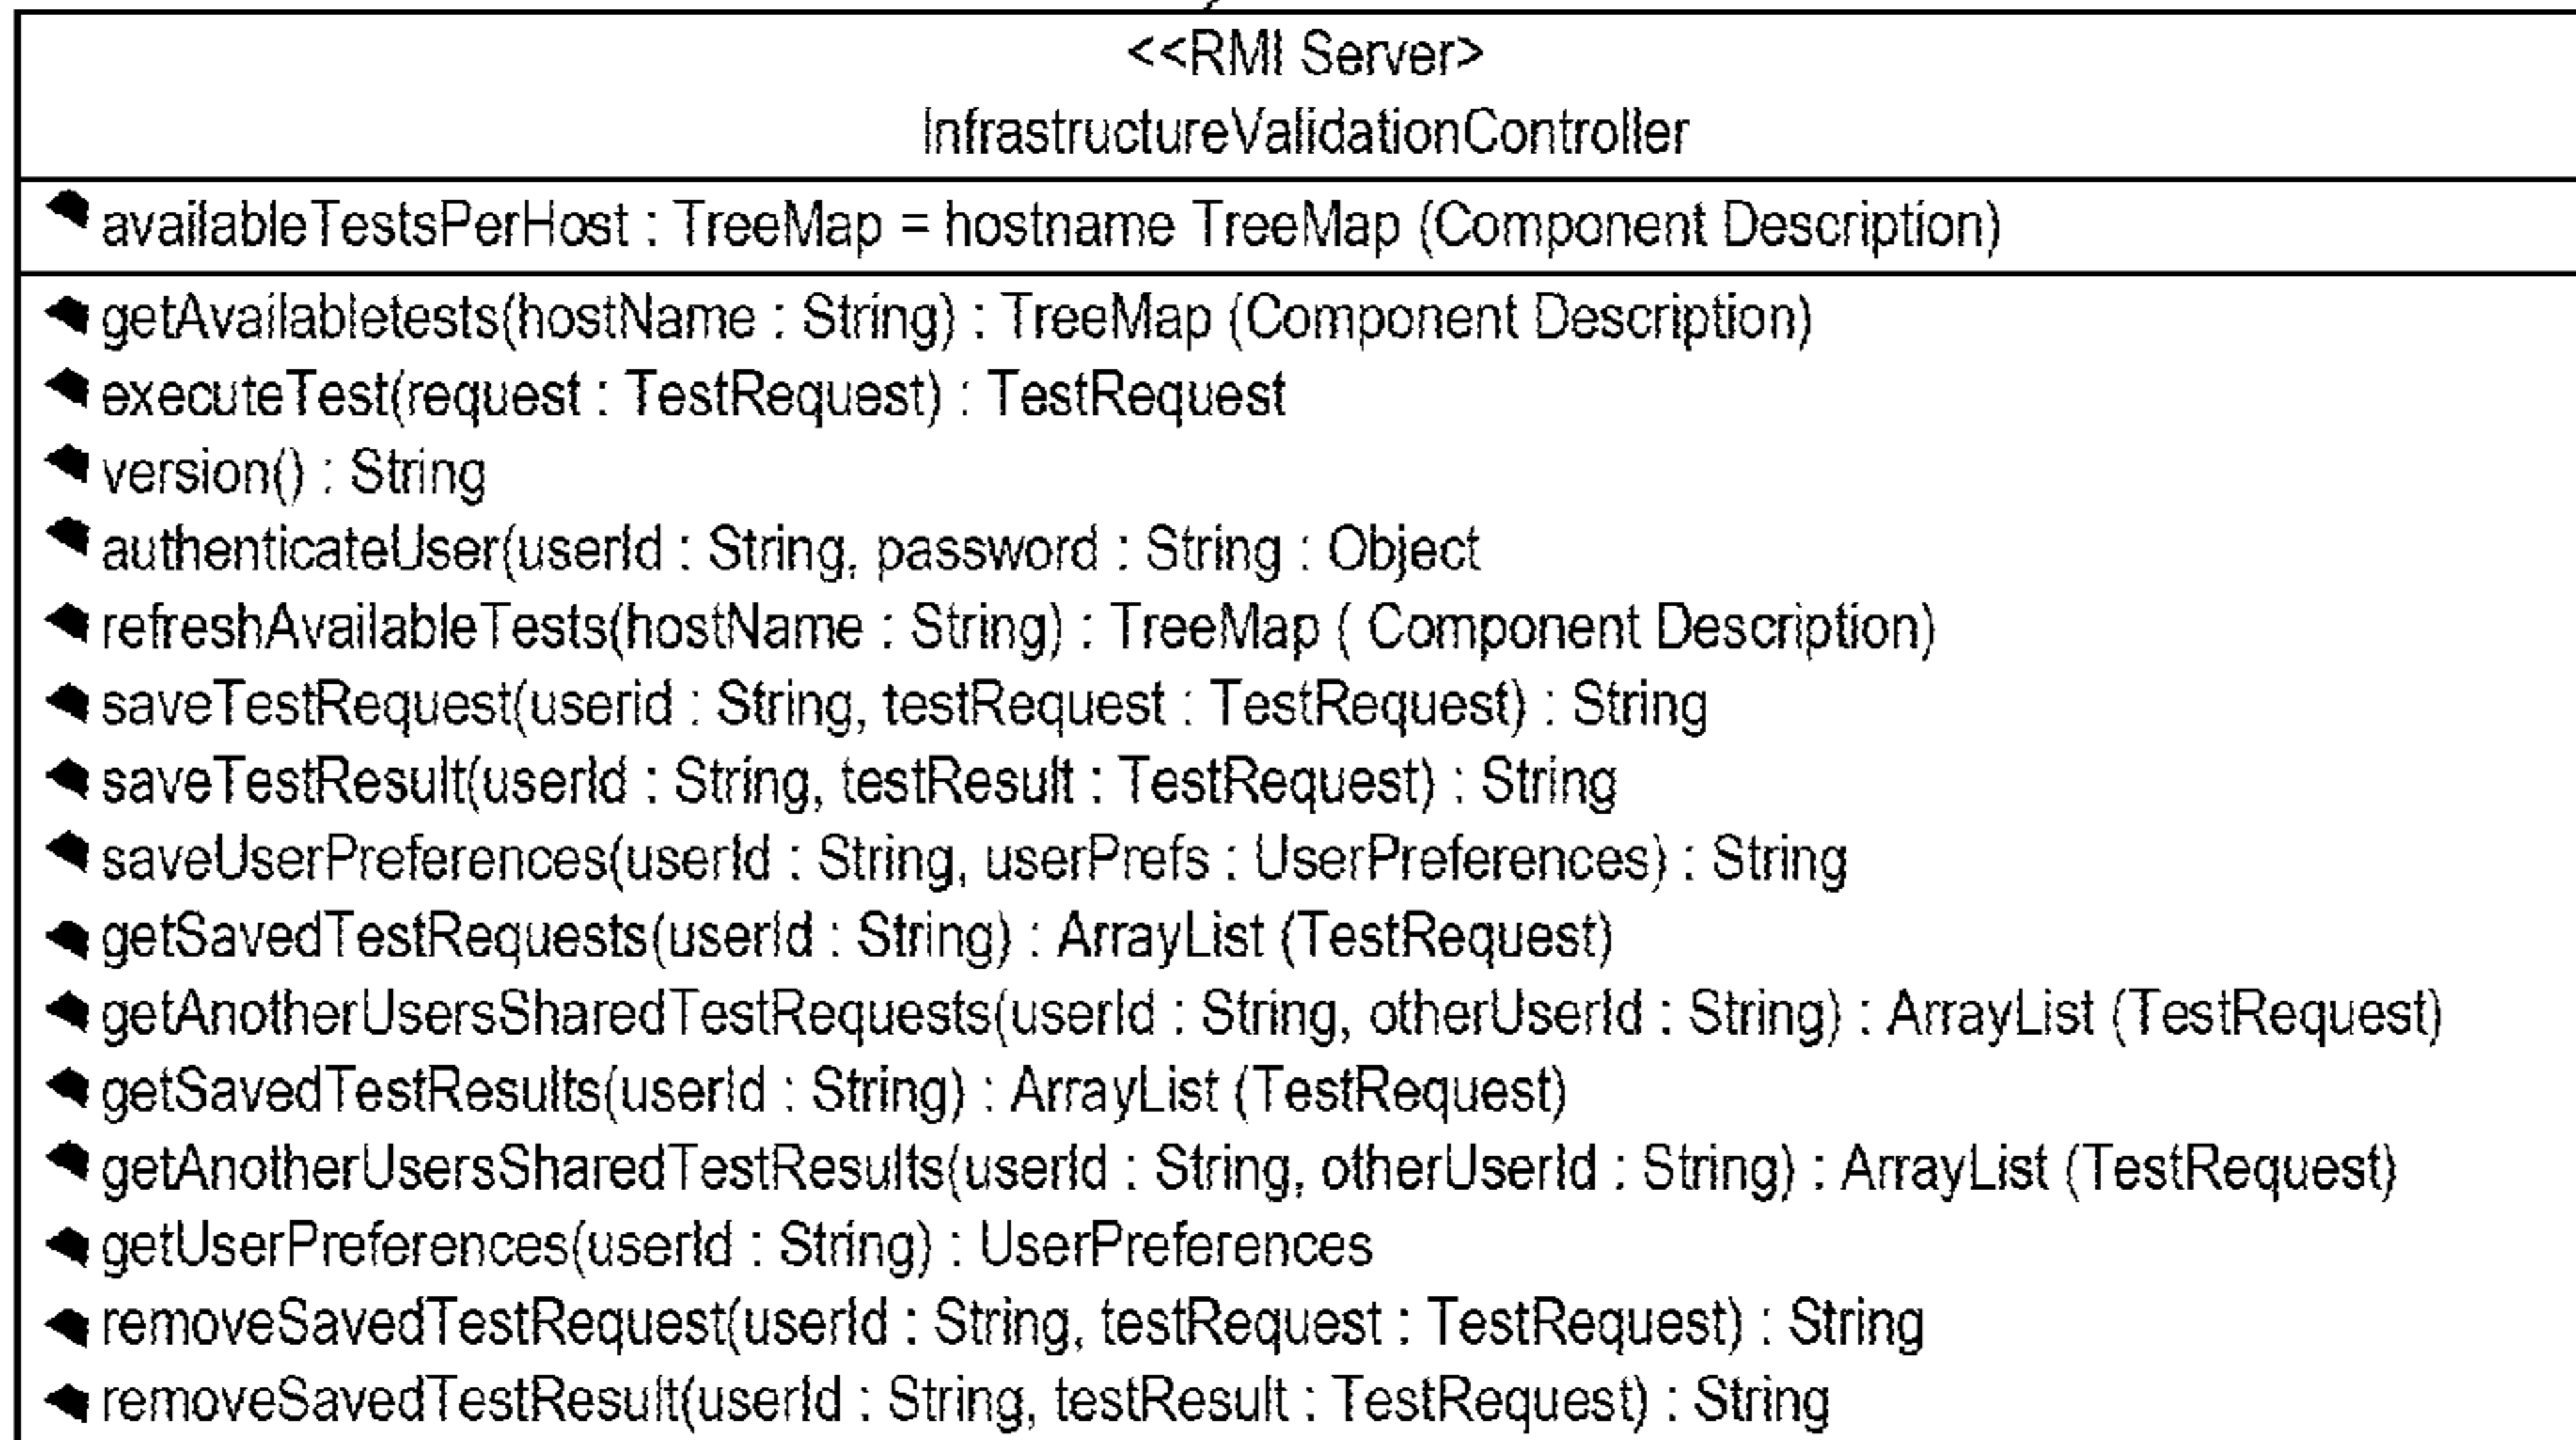 <<RMI Server>
InfrastructureValidationController
availableTestsPerHost : TreeMap = hostname TreeMap (Component Description)
getAvailabletests(hostName : String) : TreeMap (Component Description)
executeTest(request : TestRequest) : TestRequest
version() : String
authenticateUser(userId : String, password : String : Object
refreshAvailableTests(hostName : String) : TreeMap ( Component Description)
saveTestRequest(userid : String, testRequest : TestRequest) : String
saveTestResult(userId : String, testResult : TestRequest) : String
saveUserPreferences(userId : String, userPrefs : UserPreferences) : String
getSavedTestRequests(userId : String) : ArrayList (TestRequest)
getAnotherUsersSharedTestRequests(userId : String, otherUserId : String) : ArrayList (TestRequest)
getSavedTestResults(userId : String) : ArrayList (TestRequest)
getAnotherUsersSharedTestResults(userId : String, otherUserId : String) : ArrayList (TestRequest)
getUserPreferences(userId : String) : UserPreferences
removeSavedTestRequest(userId : String, testRequest : TestRequest) : String
removeSavedTestResult(userId : String, testResult : TestRequest) : String